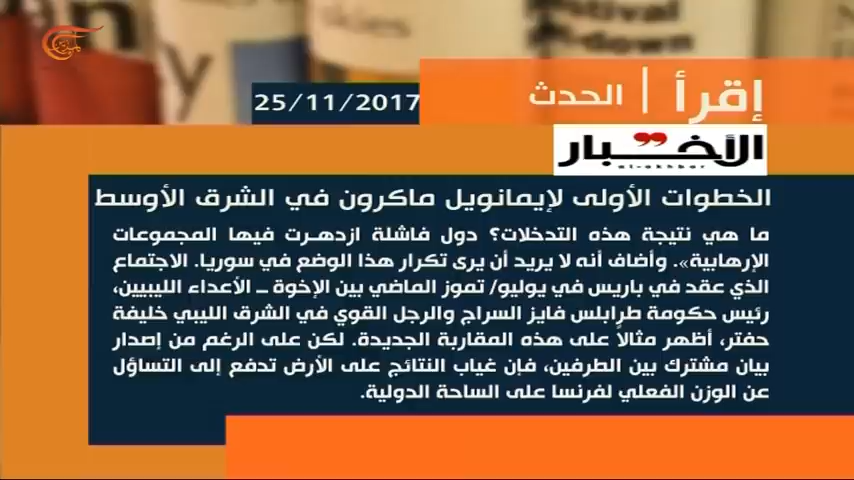 إقرأ | الحدث
25/11/2017
الأخبار
al-akhbar
الخطوات الأولى لإيمانويل ماكرون في الشرق الأوسط
ما هي نتيجة هذه التدخلات؟ دول فاشلة ازدهرت فيها المجموعات
الإرهابية». وأضاف أنه لا يريد أن يرى تكرار هذا الوضع في سوريا. الاجتماع
الذي عقد في باريس في يوليو/ تموز الماضي بين الإخوة ــ الأعداء الليبيين،
رئيس حكومة طرابلس فايز السراج والرجل القوي في الشرق الليبي خليفة
حفتر، أظهر مثالاً على هذه المقاربة الجديدة. لكن على الرغم من إصدار
بيان مشترك بين الطرفين، فإن غياب النتائج على الأرض تدفع إلى التساؤل
عن الوزن الفعلي لفرنسا على الساحة الدولية.